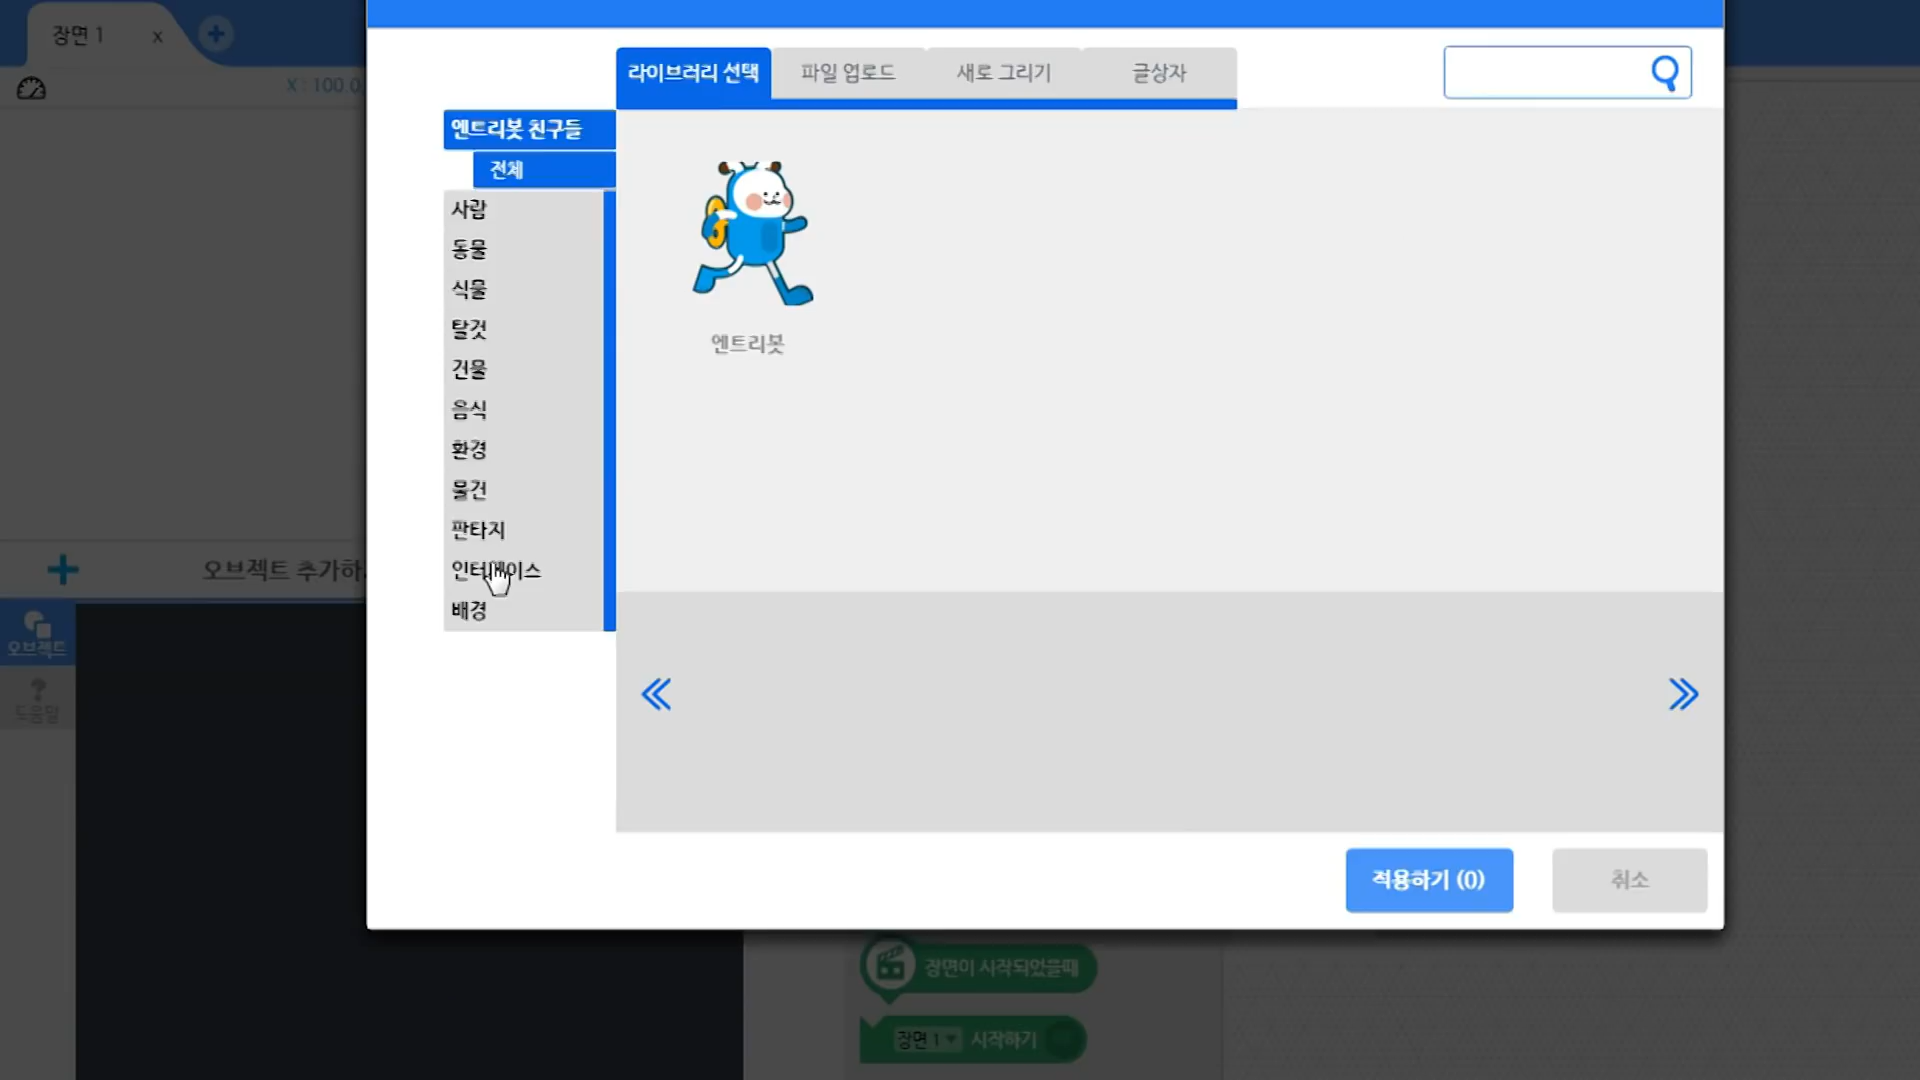 장면 1 x
X : 100.0
라이브러리 선택 파일 업로드 새로 그리기 글상자
엔트리봇 친구들
전체
사람
동물
식물
탈것
건물
음식
환경
물건
판타지
인터페이스
배경
엔트리봇
오브젝트 추가하
오브젝트
도움말
적용하기 (0) 취소
장면이 시작되었을때
장면 1 시작하기